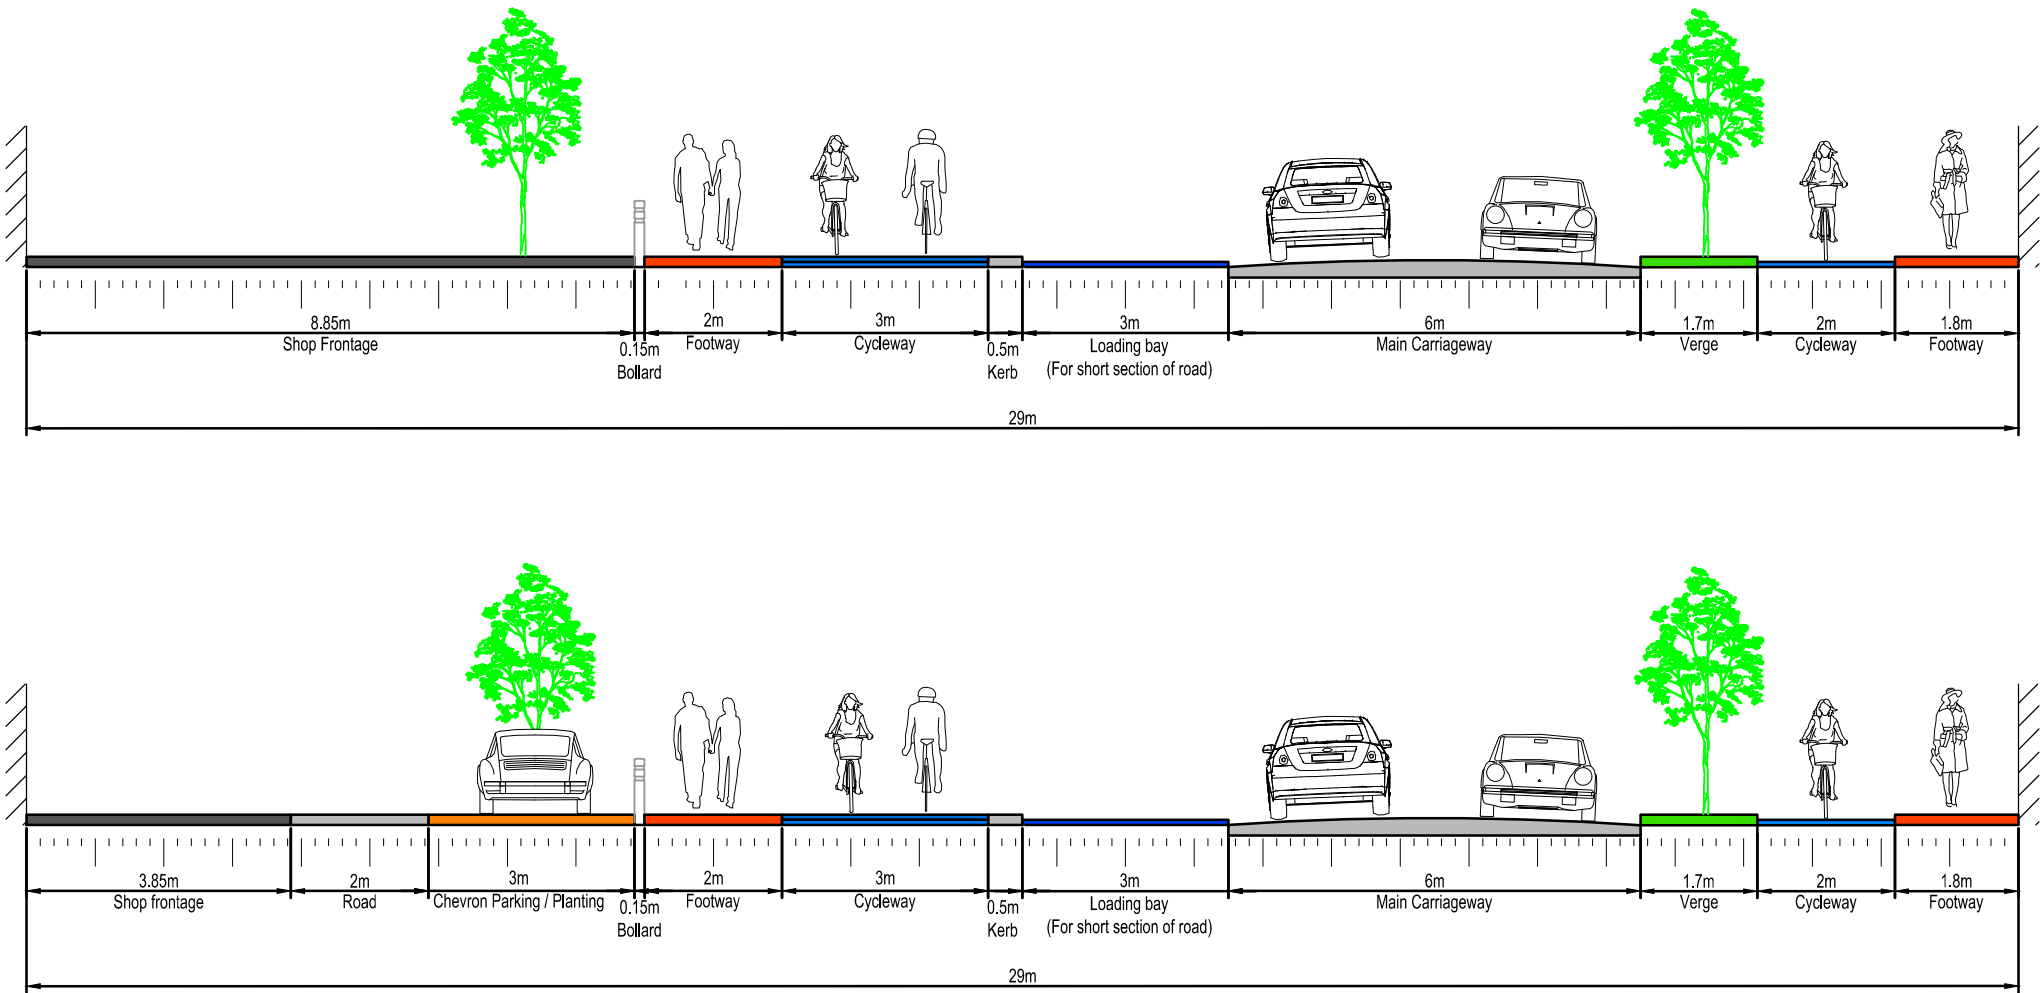 8.85m
Shop Frontage
0.15m
Bollard
2m
Footway
3m
Cycleway
0.5m
Kerb
3m
Loading bay
(For short section of road)
6m
Main Carriageway
1.7m
Verge
2m
Cycleway
1.8m
Footway
29m
3.85m
Shop frontage
2m
Road
3m
Chevron Parking / Planting
0.15m
Bollard
2m
Footway
3m
Cycleway
0.5m
Kerb
3m
Loading bay
(For short section of road)
6m
Main Carriageway
1.7m
Verge
2m
Cycleway
1.8m
Footway
29m